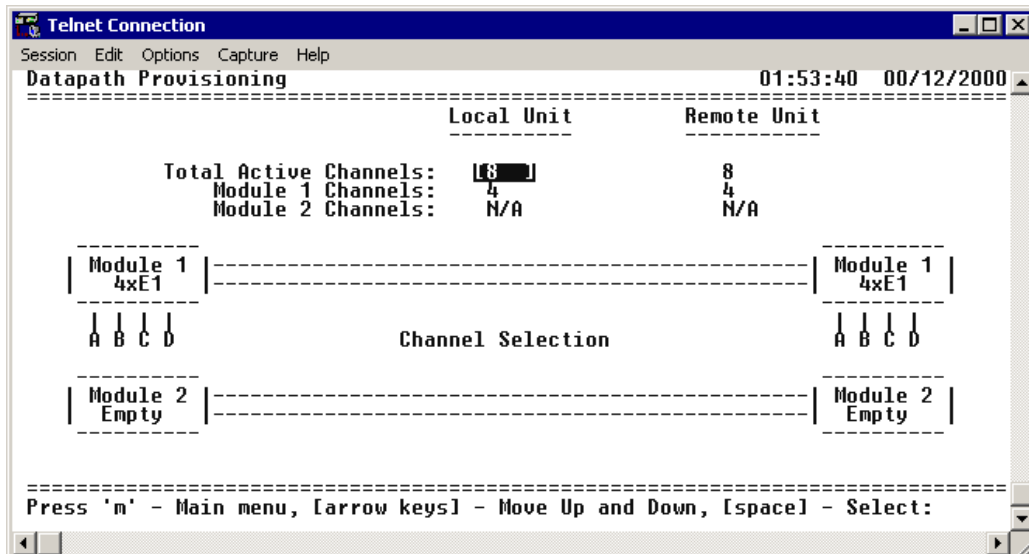 Telnet Connection
Session Edit Options Capture Help
Datapath Provisioning 01:53:40 00/12/2000
Local Unit Remote Unit
Total Active Channels: [8 ] 8
Module 1 Channels: 4 4
Module 2 Channels: N/A N/A
Module 1 Module 1
4xE1 4xE1
A B C D Channel Selection A B C D
Module 2 Module 2
Empty Empty
Press 'm' - Main menu, [arrow keys] - Move Up and Down, [space] - Select: